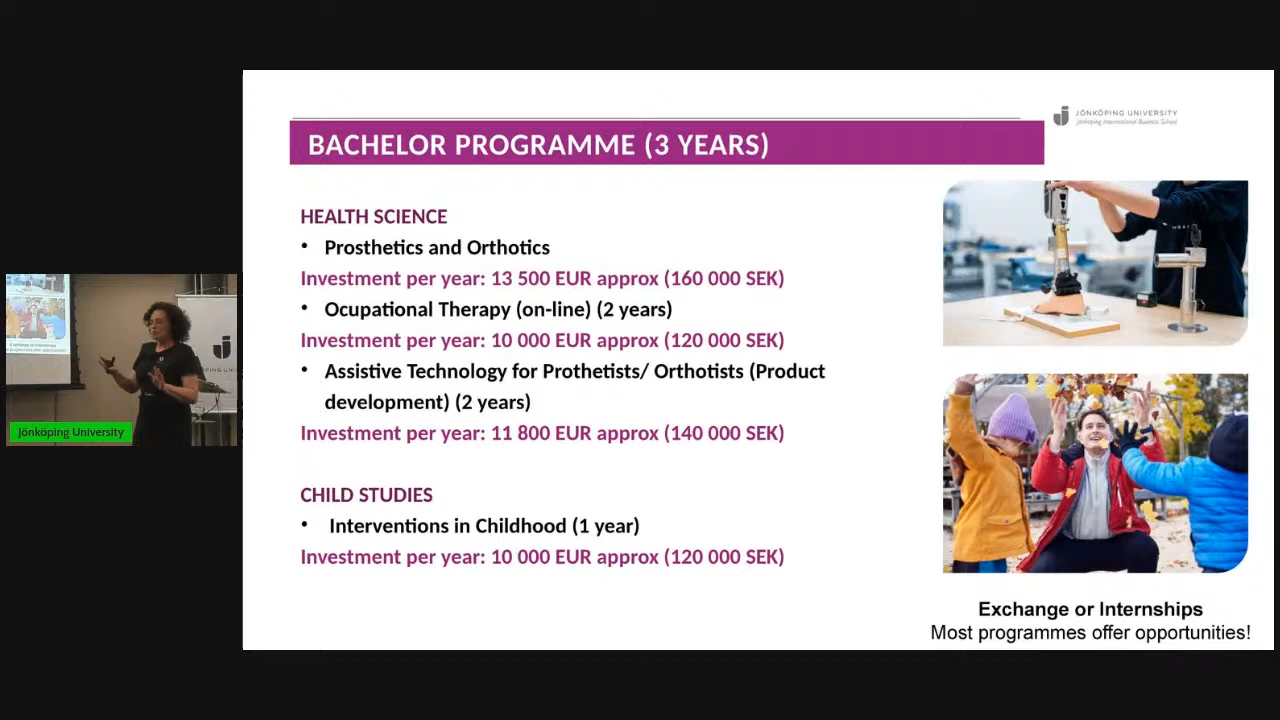 JÖNKÖPING UNIVERSITY
Jönköping International Business School
BACHELOR PROGRAMME (3 YEARS)
HEALTH SCIENCE
• Prosthetics and Orthotics
Investment per year: 13 500 EUR approx (160 000 SEK)
• Ocupational Therapy (on-line) (2 years)
Investment per year: 10 000 EUR approx (120 000 SEK)
• Assistive Technology for Prothetists/ Orthotists (Product
development) (2 years)
Investment per year: 11 800 EUR approx (140 000 SEK)
CHILD STUDIES
• Interventions in Childhood (1 year)
Investment per year: 10 000 EUR approx (120 000 SEK)
Exchange or Internships
Most programmes offer opportunities!
Jönköping University